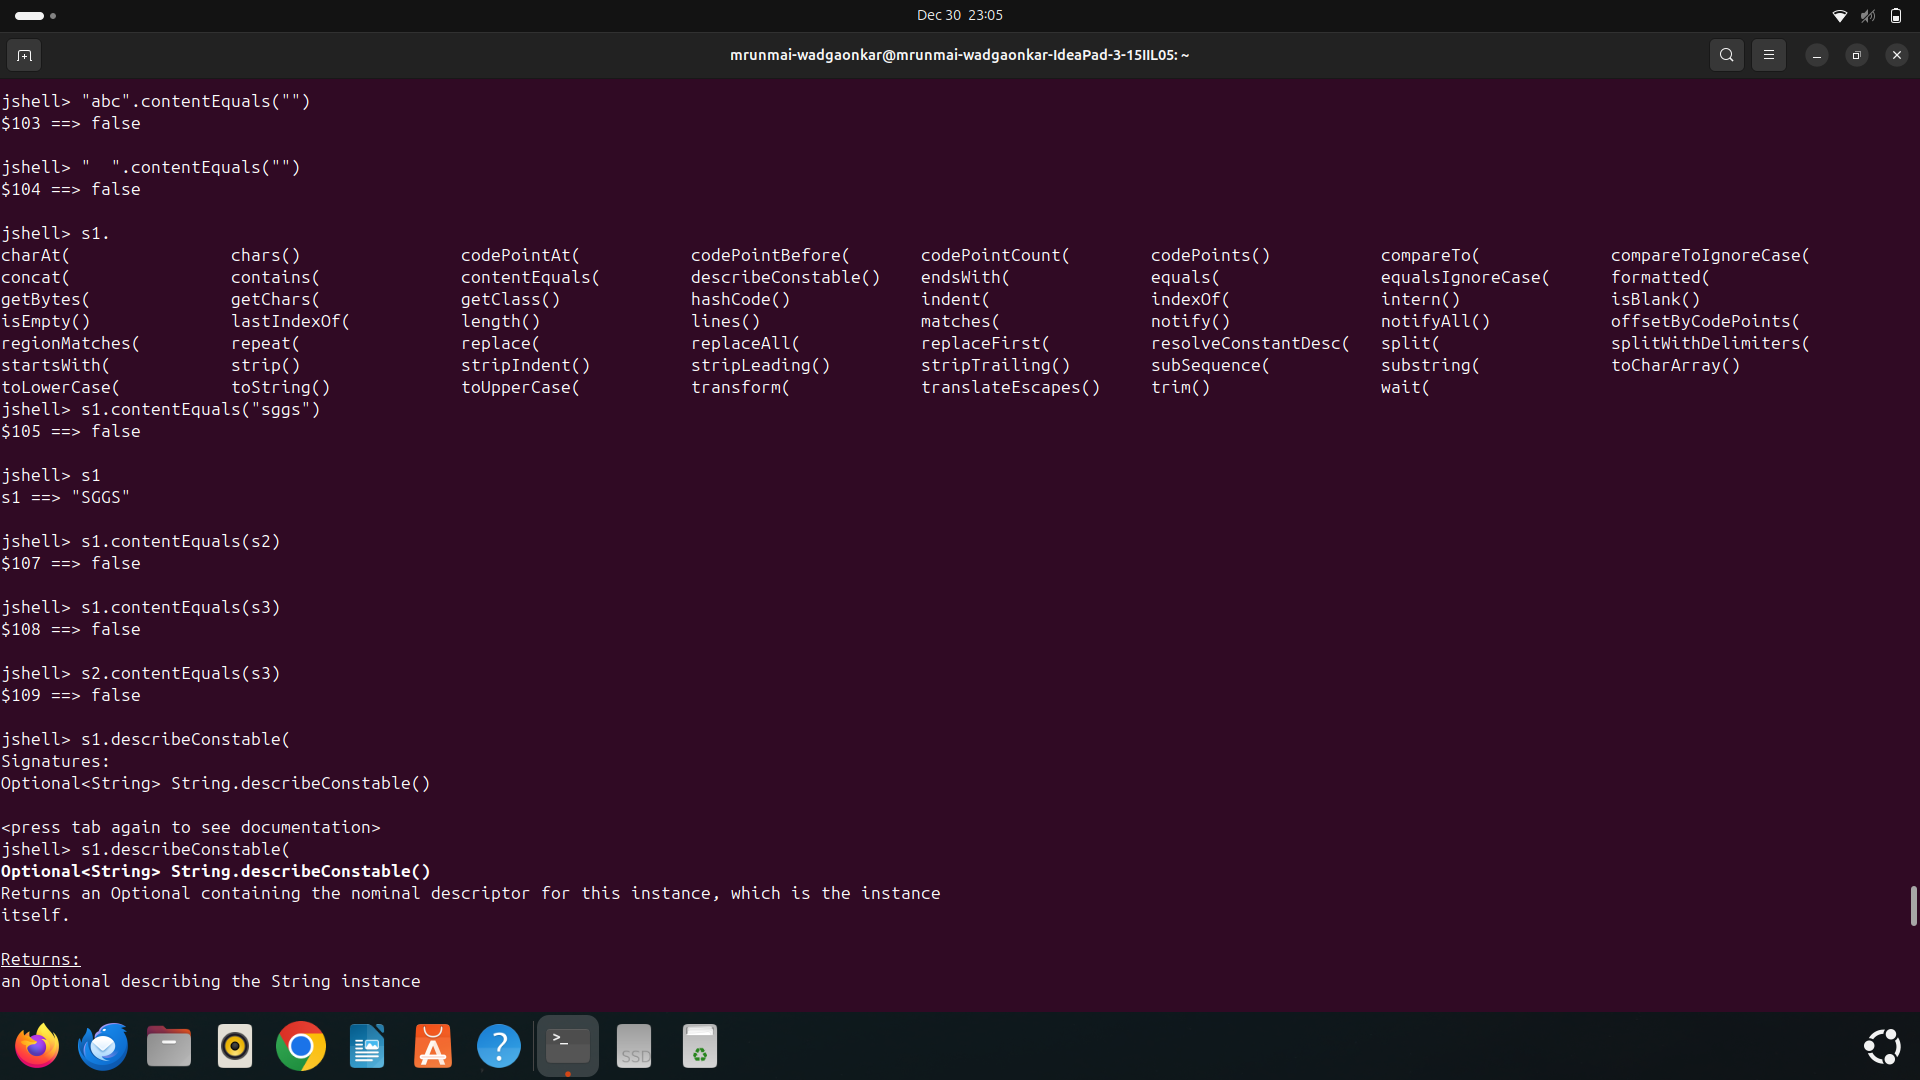 Dec 30 23:05
mrunmai-wadgaonkar@mrunmai-wadgaonkar-IdeaPad-3-15IIL05: ~
jshell> "abc".contentEquals("")
$103 ==> false
jshell> "  ".contentEquals("")
$104 ==> false
jshell> s1.
charAt( chars() codePointAt( codePointBefore( codePointCount( codePoints() compareTo( compareToIgnoreCase(
concat( contains( contentEquals( describeConstable() endsWith( equals( equalsIgnoreCase( formatted(
getBytes( getChars( getClass() hashCode() indent( indexOf( intern() isBlank()
isEmpty() lastIndexOf( length() lines() matches( notify() notifyAll() offsetByCodePoints(
regionMatches( repeat( replace( replaceAll( replaceFirst( resolveConstantDesc( split( splitWithDelimiters(
startsWith( strip() stripIndent() stripLeading() stripTrailing() subSequence( substring( toCharArray()
toLowerCase( toString() toUpperCase( transform( translateEscapes() trim() wait(
jshell> s1.contentEquals("sggs")
$105 ==> false
jshell> s1
s1 ==> "SGGS"
jshell> s1.contentEquals(s2)
$107 ==> false
jshell> s1.contentEquals(s3)
$108 ==> false
jshell> s2.contentEquals(s3)
$109 ==> false
jshell> s1.describeConstable(
Signatures:
Optional<String> String.describeConstable()
<press tab again to see documentation>
jshell> s1.describeConstable(
Optional<String> String.describeConstable()
Returns an Optional containing the nominal descriptor for this instance, which is the instance
itself.
Returns:
an Optional describing the String instance
>_
SSD